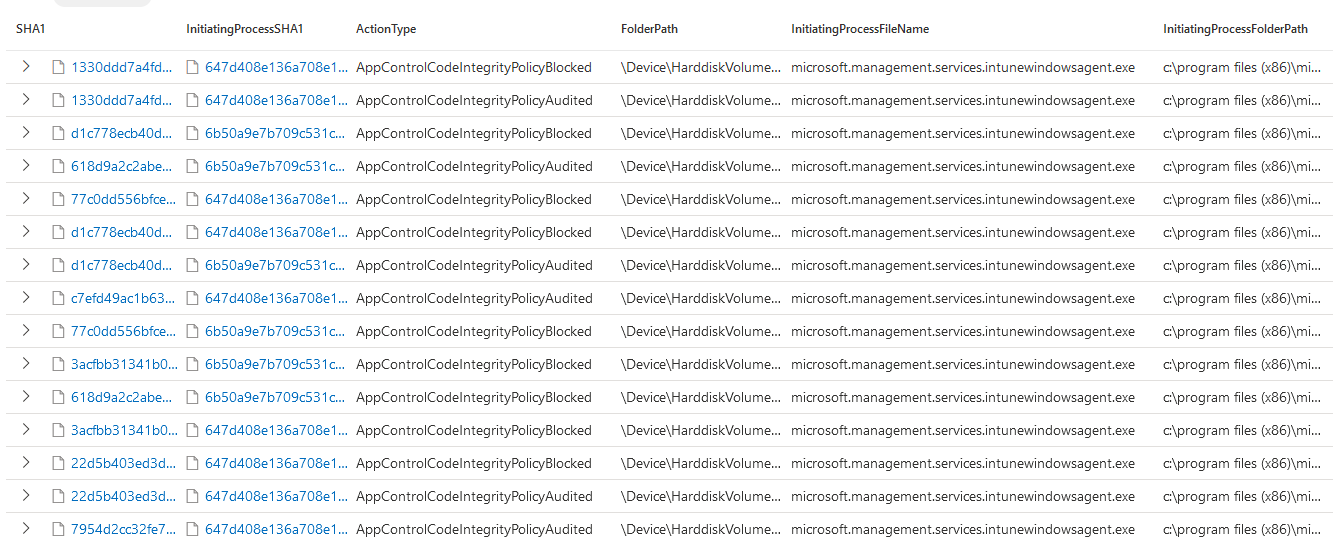 SHA1 InitiatingProcessSHA1 ActionType FolderPath InitiatingProcessFileName InitiatingProcessFolderPath
1330ddd7a4fd... 647d408e136a708e1... AppControlCodeIntegrityPolicyBlocked \Device\HarddiskVolume... microsoft.management.services.intunewindowsagent.exe c:\program files (x86)\mi...
1330ddd7a4fd... 647d408e136a708e1... AppControlCodeIntegrityPolicyAudited \Device\HarddiskVolume... microsoft.management.services.intunewindowsagent.exe c:\program files (x86)\mi...
d1c778ecb40d... 6b50a9e7b709c531c... AppControlCodeIntegrityPolicyBlocked \Device\HarddiskVolume... microsoft.management.services.intunewindowsagent.exe c:\program files (x86)\mi...
618d9a2c2abe... 6b50a9e7b709c531c... AppControlCodeIntegrityPolicyAudited \Device\HarddiskVolume... microsoft.management.services.intunewindowsagent.exe c:\program files (x86)\mi...
77c0dd556bfce... 647d408e136a708e1... AppControlCodeIntegrityPolicyBlocked \Device\HarddiskVolume... microsoft.management.services.intunewindowsagent.exe c:\program files (x86)\mi...
d1c778ecb40d... 647d408e136a708e1... AppControlCodeIntegrityPolicyBlocked \Device\HarddiskVolume... microsoft.management.services.intunewindowsagent.exe c:\program files (x86)\mi...
d1c778ecb40d... 6b50a9e7b709c531c... AppControlCodeIntegrityPolicyAudited \Device\HarddiskVolume... microsoft.management.services.intunewindowsagent.exe c:\program files (x86)\mi...
c7efd49ac1b63... 647d408e136a708e1... AppControlCodeIntegrityPolicyAudited \Device\HarddiskVolume... microsoft.management.services.intunewindowsagent.exe c:\program files (x86)\mi...
77c0dd556bfce... 6b50a9e7b709c531c... AppControlCodeIntegrityPolicyBlocked \Device\HarddiskVolume... microsoft.management.services.intunewindowsagent.exe c:\program files (x86)\mi...
3acfbb31341b0... 6b50a9e7b709c531c... AppControlCodeIntegrityPolicyBlocked \Device\HarddiskVolume... microsoft.management.services.intunewindowsagent.exe c:\program files (x86)\mi...
618d9a2c2abe... 6b50a9e7b709c531c... AppControlCodeIntegrityPolicyBlocked \Device\HarddiskVolume... microsoft.management.services.intunewindowsagent.exe c:\program files (x86)\mi...
3acfbb31341b0... 647d408e136a708e1... AppControlCodeIntegrityPolicyBlocked \Device\HarddiskVolume... microsoft.management.services.intunewindowsagent.exe c:\program files (x86)\mi...
22d5b403ed3d... 647d408e136a708e1... AppControlCodeIntegrityPolicyBlocked \Device\HarddiskVolume... microsoft.management.services.intunewindowsagent.exe c:\program files (x86)\mi...
22d5b403ed3d... 647d408e136a708e1... AppControlCodeIntegrityPolicyAudited \Device\HarddiskVolume... microsoft.management.services.intunewindowsagent.exe c:\program files (x86)\mi...
7954d2cc32fe7... 647d408e136a708e1... AppControlCodeIntegrityPolicyAudited \Device\HarddiskVolume... microsoft.management.services.intunewindowsagent.exe c:\program files (x86)\mi...